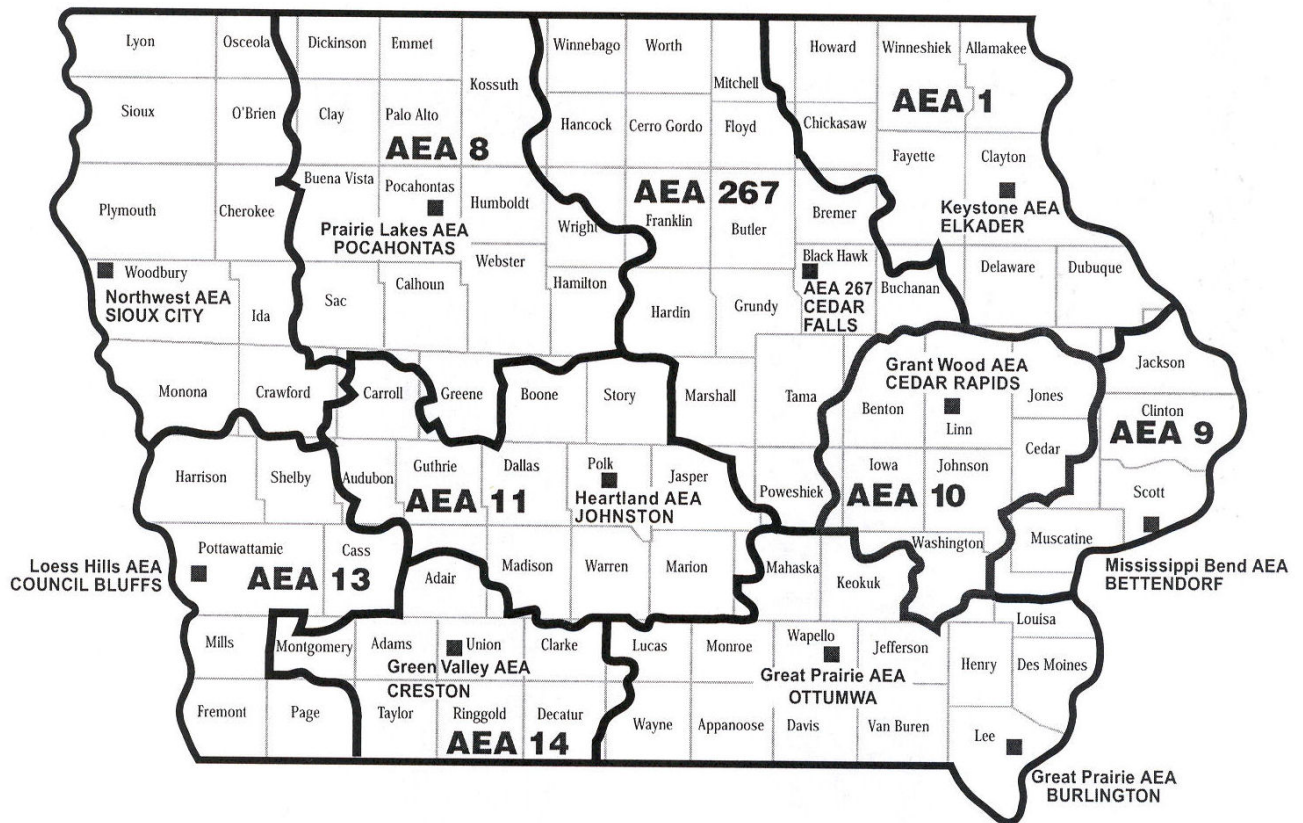 Lyon
Osceola
Dickinson
Emmet
Kossuth
Winnebago
Worth
Mitchell
Howard
Winneshiek
Allamakee
Sioux
O'Brien
Clay
Palo Alto
Hancock
Cerro Gordo
Floyd
Chickasaw
AEA 1
AEA 8
Fayette
Clayton
Plymouth
Cherokee
Buena Vista
Pocahontas
Humboldt
Wright
AEA 267
Franklin
Butler
Bremer
Keystone AEA
ELKADER
Prairie Lakes AEA
POCAHONTAS
Woodbury
Northwest AEA
SIOUX CITY
Ida
Sac
Calhoun
Webster
Hamilton
Hardin
Grundy
Black Hawk
AEA 267
CEDAR
FALLS
Buchanan
Delaware
Dubuque
Monona
Crawford
Carroll
Greene
Boone
Story
Marshall
Tama
Grant Wood AEA
CEDAR RAPIDS
Benton
Linn
Jones
Jackson
Clinton
AEA 9
Harrison
Shelby
Audubon
Guthrie
Dallas
Polk
Jasper
AEA 11
Heartland AEA
JOHNSTON
Poweshiek
Iowa
Johnson
AEA 10
Cedar
Scott
Muscatine
Mississippi Bend AEA
BETTENDORF
Loess Hills AEA
COUNCIL BLUFFS
Pottawattamie
Cass
AEA 13
Adair
Madison
Warren
Marion
Mahaska
Keokuk
Washington
Louisa
Mills
Montgomery
Adams
Union
Clarke
Green Valley AEA
CRESTON
Lucas
Monroe
Wapello
Jefferson
Great Prairie AEA
OTTUMWA
Henry
Des Moines
Fremont
Page
Taylor
Ringgold
Decatur
AEA 14
Wayne
Appanoose
Davis
Van Buren
Lee
Great Prairie AEA
BURLINGTON